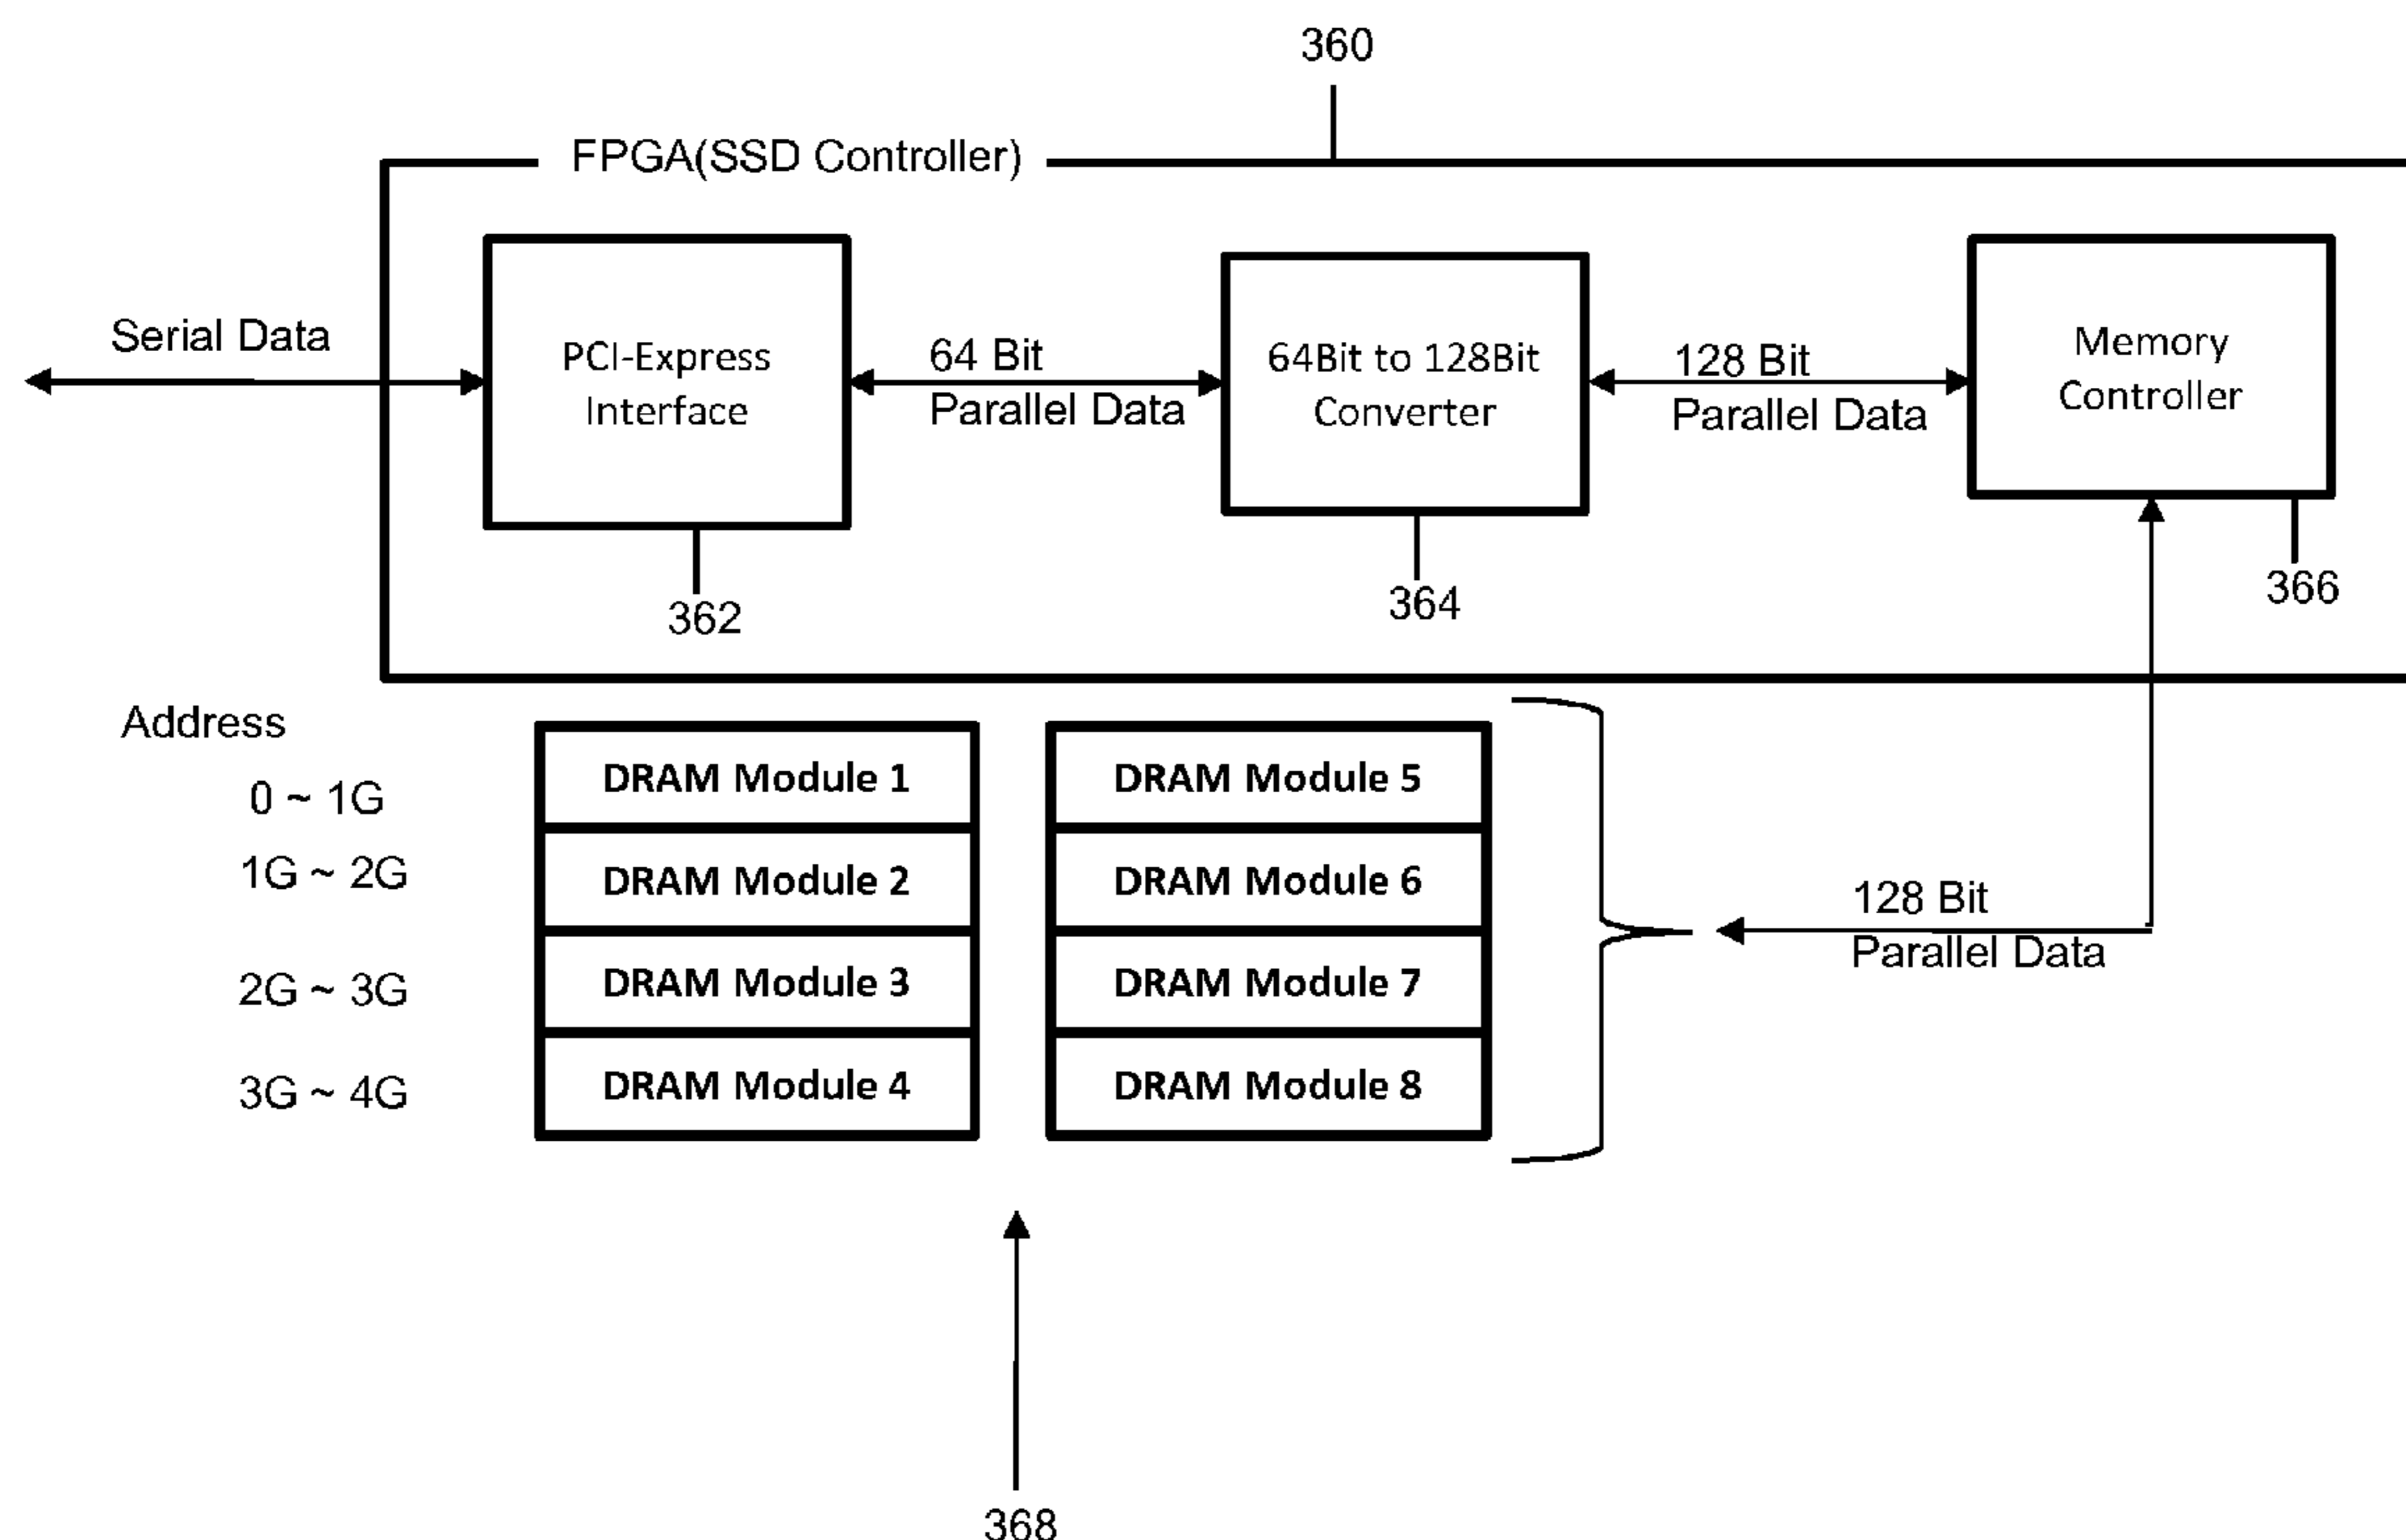 360
FPGA(SSD Controller)
Serial Data
PCI-Express
Interface
64 Bit
Parallel Data
64Bit to 128Bit
Converter
128 Bit
Parallel Data
Memory
Controller
362
364
366
Address
0 ~ 1G
1G ~ 2G
2G ~ 3G
3G ~ 4G
DRAM Module 1
DRAM Module 2
DRAM Module 3
DRAM Module 4
DRAM Module 5
DRAM Module 6
DRAM Module 7
DRAM Module 8
128 Bit
Parallel Data
368